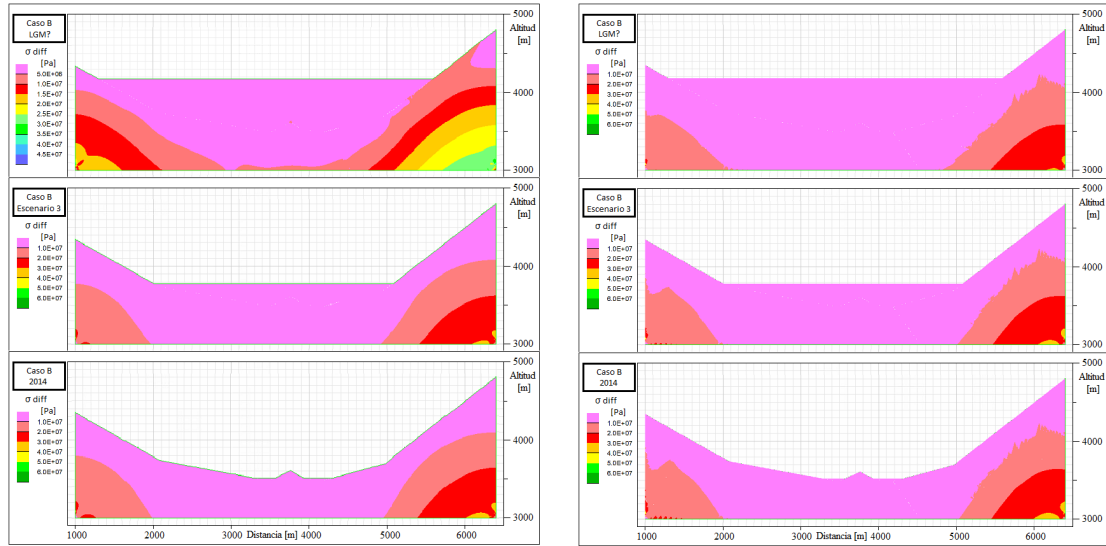 Caso B
LGM?
σ diff
[Pa]
5.0E+06
1.0E+07
1.5E+07
2.0E+07
2.5E+07
3.0E+07
3.5E+07
4.0E+07
4.5E+07
5000
Altitud
[m]
4000
3000
Caso B
Escenario 3
σ diff
[Pa]
1.0E+07
2.0E+07
3.0E+07
4.0E+07
5.0E+07
6.0E+07
5000
Altitud
[m]
4000
3000
Caso B
2014
σ diff
[Pa]
1.0E+07
2.0E+07
3.0E+07
4.0E+07
5.0E+07
6.0E+07
5000
Altitud
[m]
4000
3000
1000 2000 3000 Distancia [m] 4000 5000 6000
Caso B
LGM?
σ diff
[Pa]
1.0E+07
2.0E+07
3.0E+07
4.0E+07
5.0E+07
6.0E+07
5000
Altitud
[m]
4000
3000
Caso B
Escenario 3
σ diff
[Pa]
1.0E+07
2.0E+07
3.0E+07
4.0E+07
5.0E+07
6.0E+07
5000
Altitud
[m]
4000
3000
Caso B
2014
σ diff
[Pa]
1.0E+07
2.0E+07
3.0E+07
4.0E+07
5.0E+07
6.0E+07
5000
Altitud
[m]
4000
3000
1000 2000 3000 Distancia [m] 4000 5000 6000